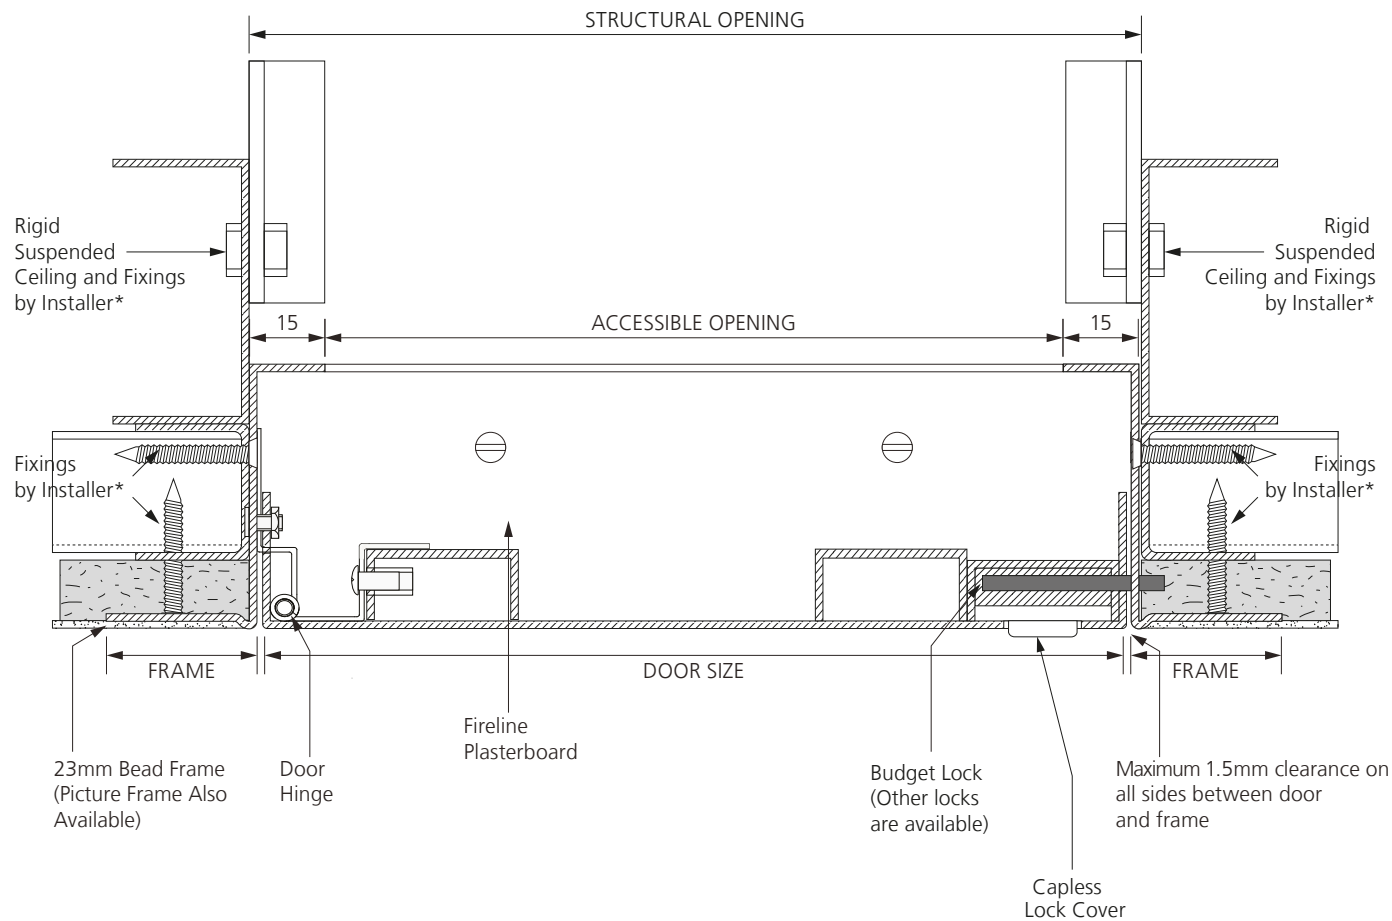 STRUCTURAL OPENING
Rigid
Suspended
Ceiling and Fixings
by Installer*
Rigid
Suspended
Ceiling and Fixings
by Installer*
15
ACCESSIBLE OPENING
15
Fixings
by Installer*
Fixings
by Installer*
FRAME
DOOR SIZE
FRAME
Fireline
Plasterboard
23mm Bead Frame
(Picture Frame Also
Available)
Door
Hinge
Budget Lock
(Other locks
are available)
Maximum 1.5mm clearance on
all sides between door
and frame
Capless
Lock Cover